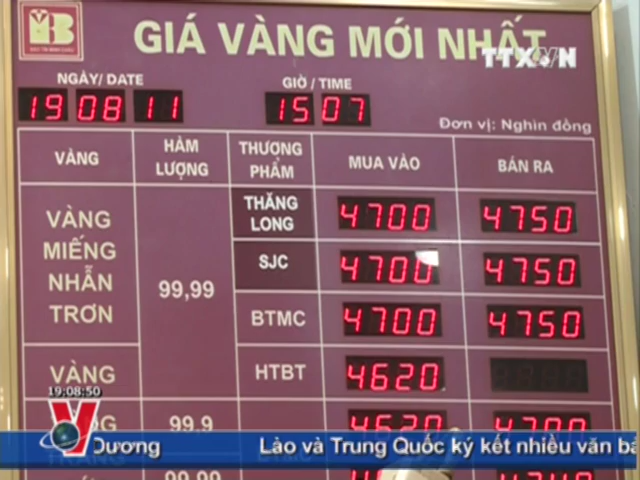 GIÁ VÀNG MỚI NHẤT
TTXVN
NGÀY/ DATE
GIỜ / TIME
19 08 11
15 07
Đơn vị: Nghìn đồng
VÀNG
HÀM LƯỢNG
THƯƠNG PHẨM
MUA VÀO
BÁN RA
VÀNG MIẾNG NHẪN TRƠN
99,99
THĂNG LONG
4700
4750
SJC
4700
4750
BTMC
4700
4750
VÀNG
HTBT
4620
19:08:50
V
99.9
4620
4700
Dương
Lào và Trung Quốc ký kết nhiều văn bả